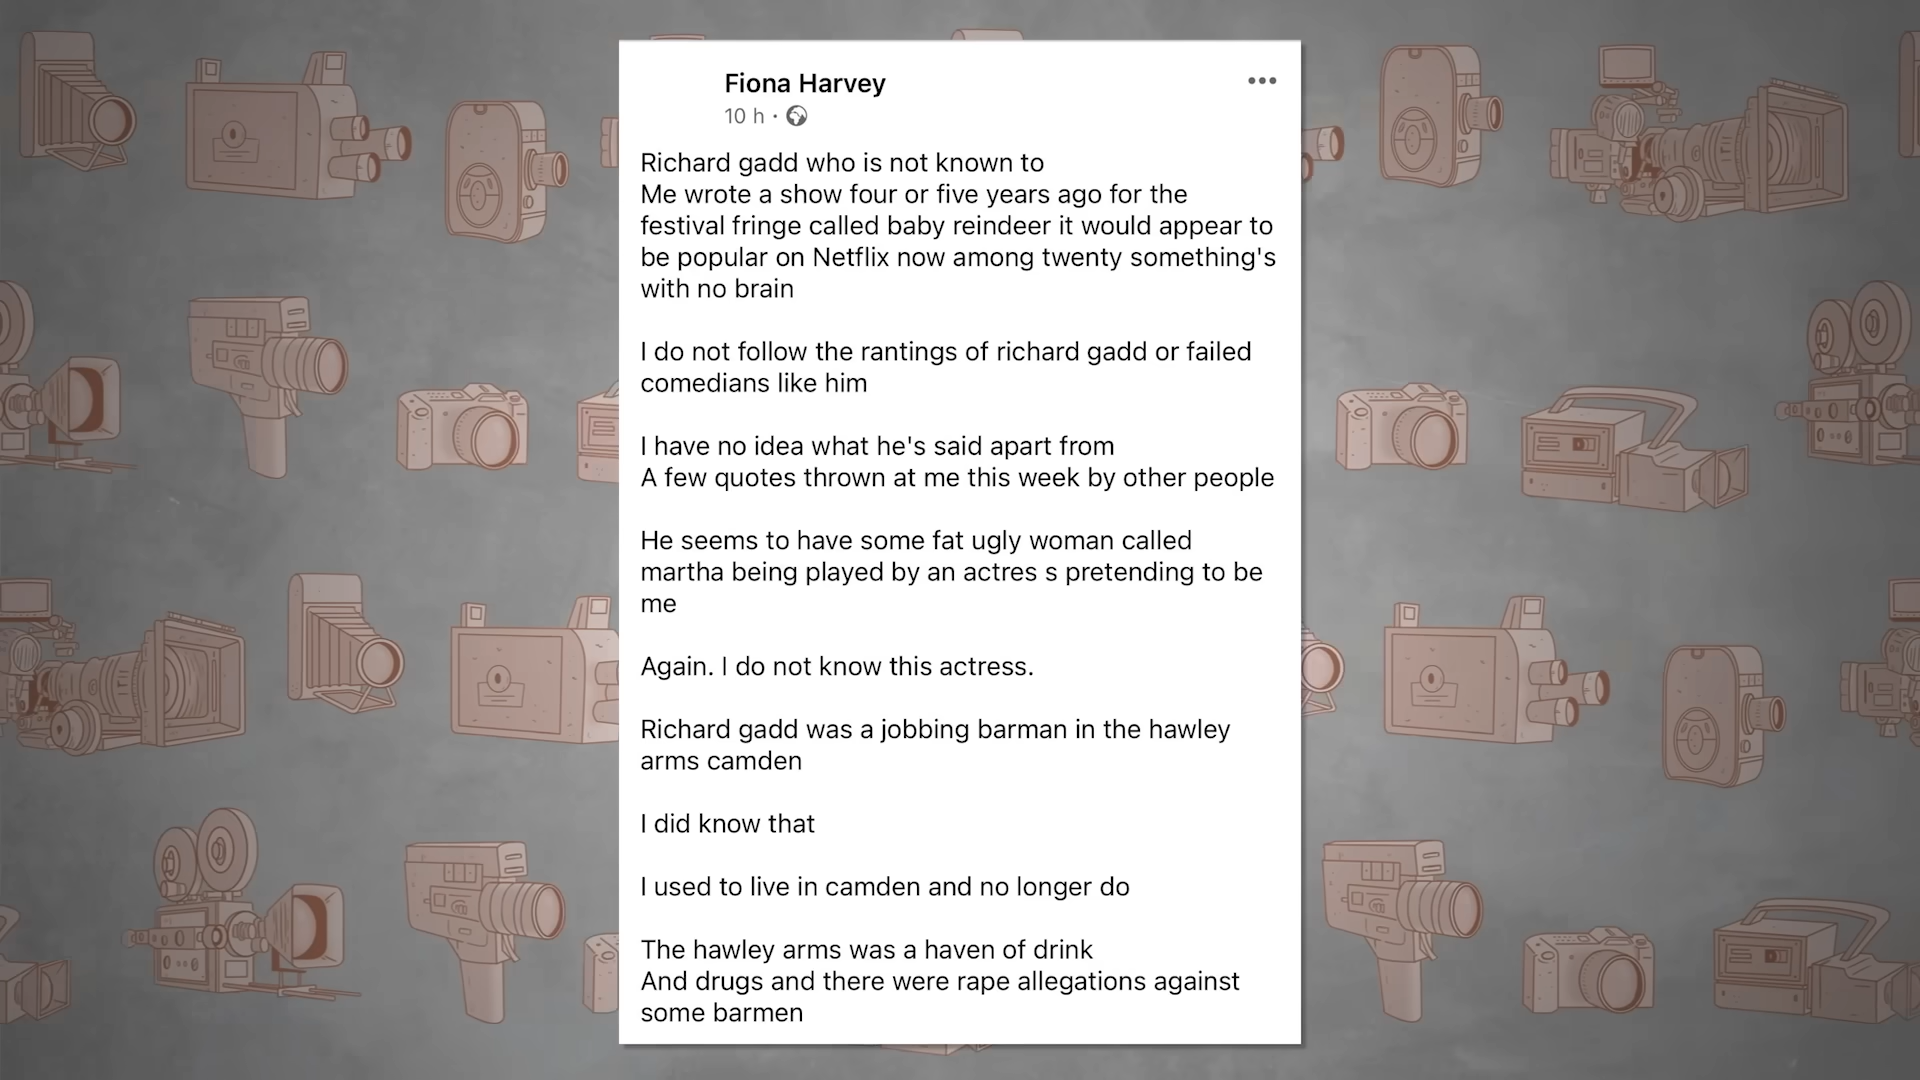 Fiona Harvey
10 h ·
Richard gadd who is not known to
Me wrote a show four or five years ago for the
festival fringe called baby reindeer it would appear to
be popular on Netflix now among twenty something's
with no brain
I do not follow the rantings of richard gadd or failed
comedians like him
I have no idea what he's said apart from
A few quotes thrown at me this week by other people
He seems to have some fat ugly woman called
martha being played by an actres s pretending to be
me
Again. I do not know this actress.
Richard gadd was a jobbing barman in the hawley
arms camden
I did know that
I used to live in camden and no longer do
The hawley arms was a haven of drink
And drugs and there were rape allegations against
some barmen